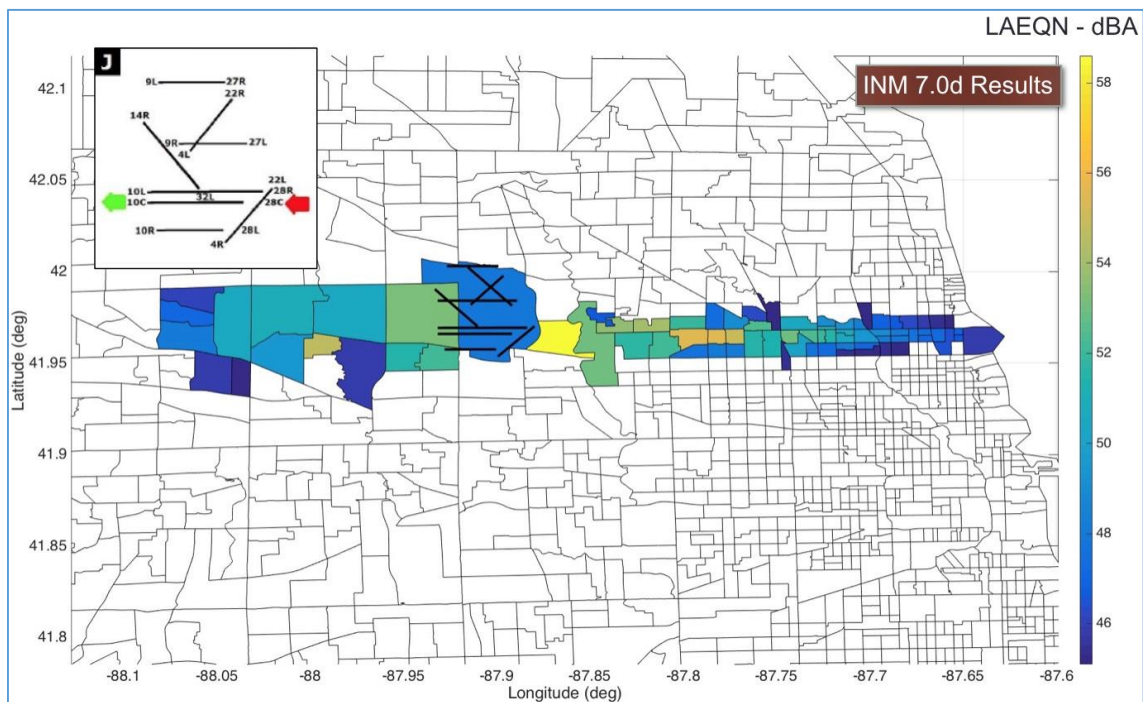 LAEQN - dBA
INM 7.0d Results
J
9L 27R
22R
14R
9R 27L
4L
22L
10L 28R
32L
10C 28C
10R 28L
4R
42.1
42.05
42
41.95
41.9
41.85
41.8
Latitude (deg)
-88.1 -88.05 -88 -87.95 -87.9 -87.85 -87.8 -87.75 -87.7 -87.65 -87.6
Longitude (deg)
58
56
54
52
50
48
46